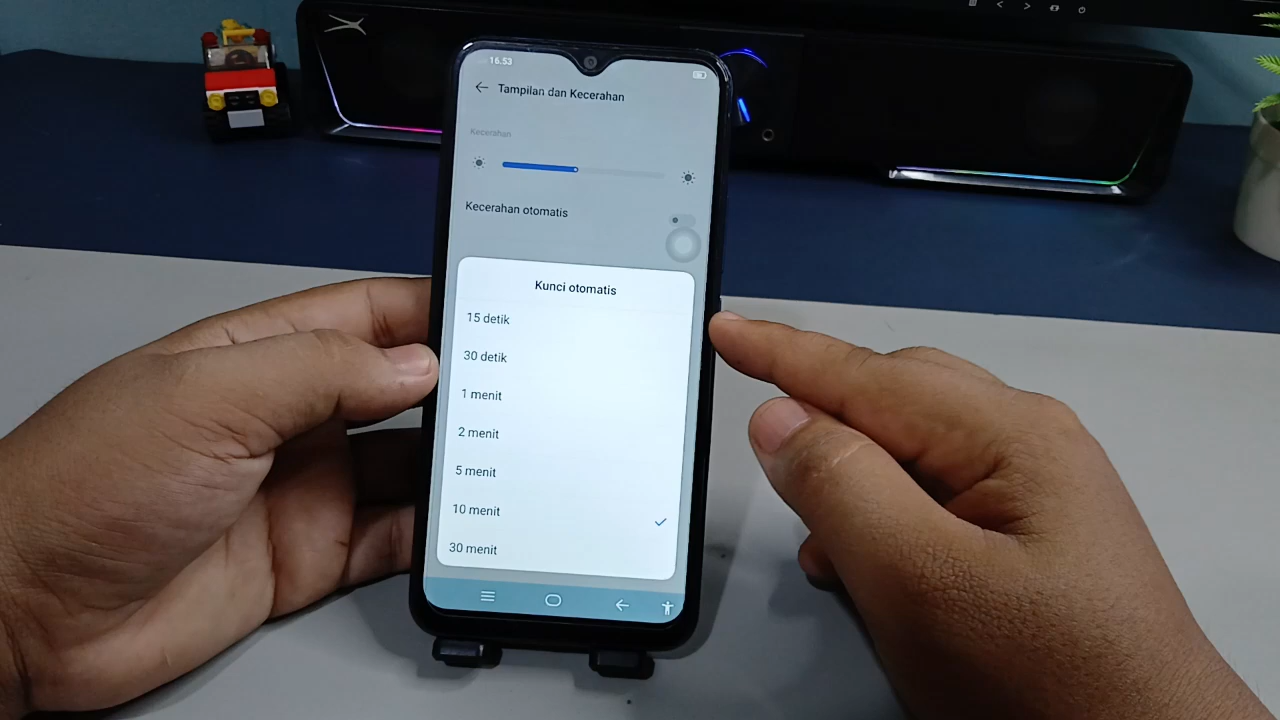 16.53
Tampilan dan Kecerahan
Kecerahan
Kecerahan otomatis
Kunci otomatis
15 detik
30 detik
1 menit
2 menit
5 menit
10 menit
30 menit